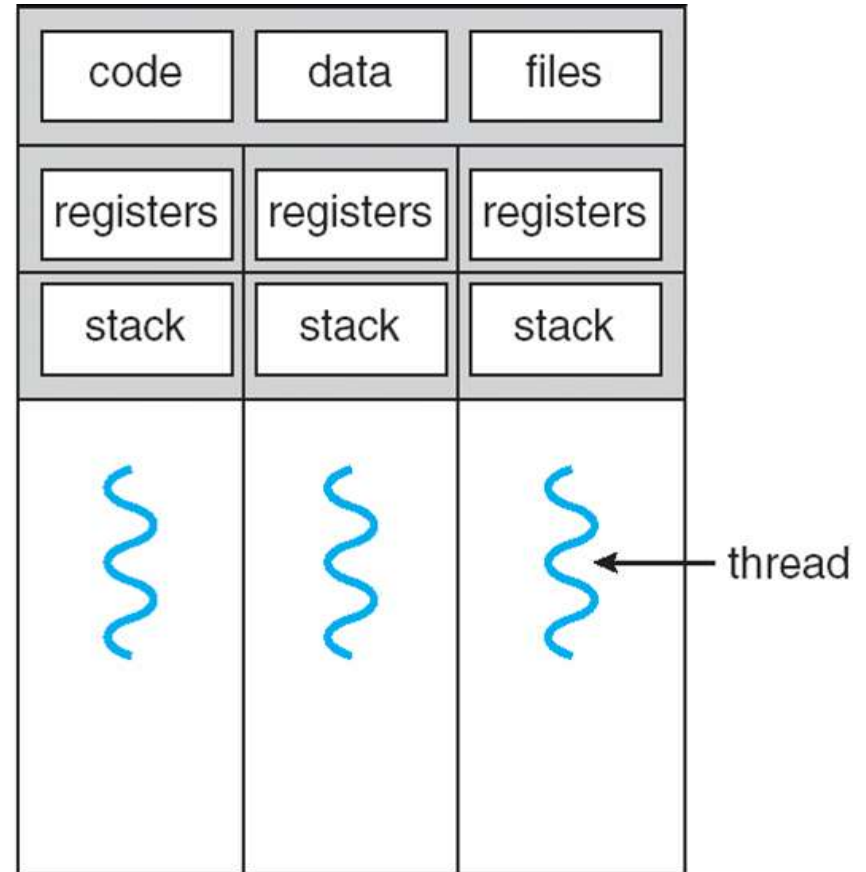 code data files
registers registers registers
stack stack stack
thread